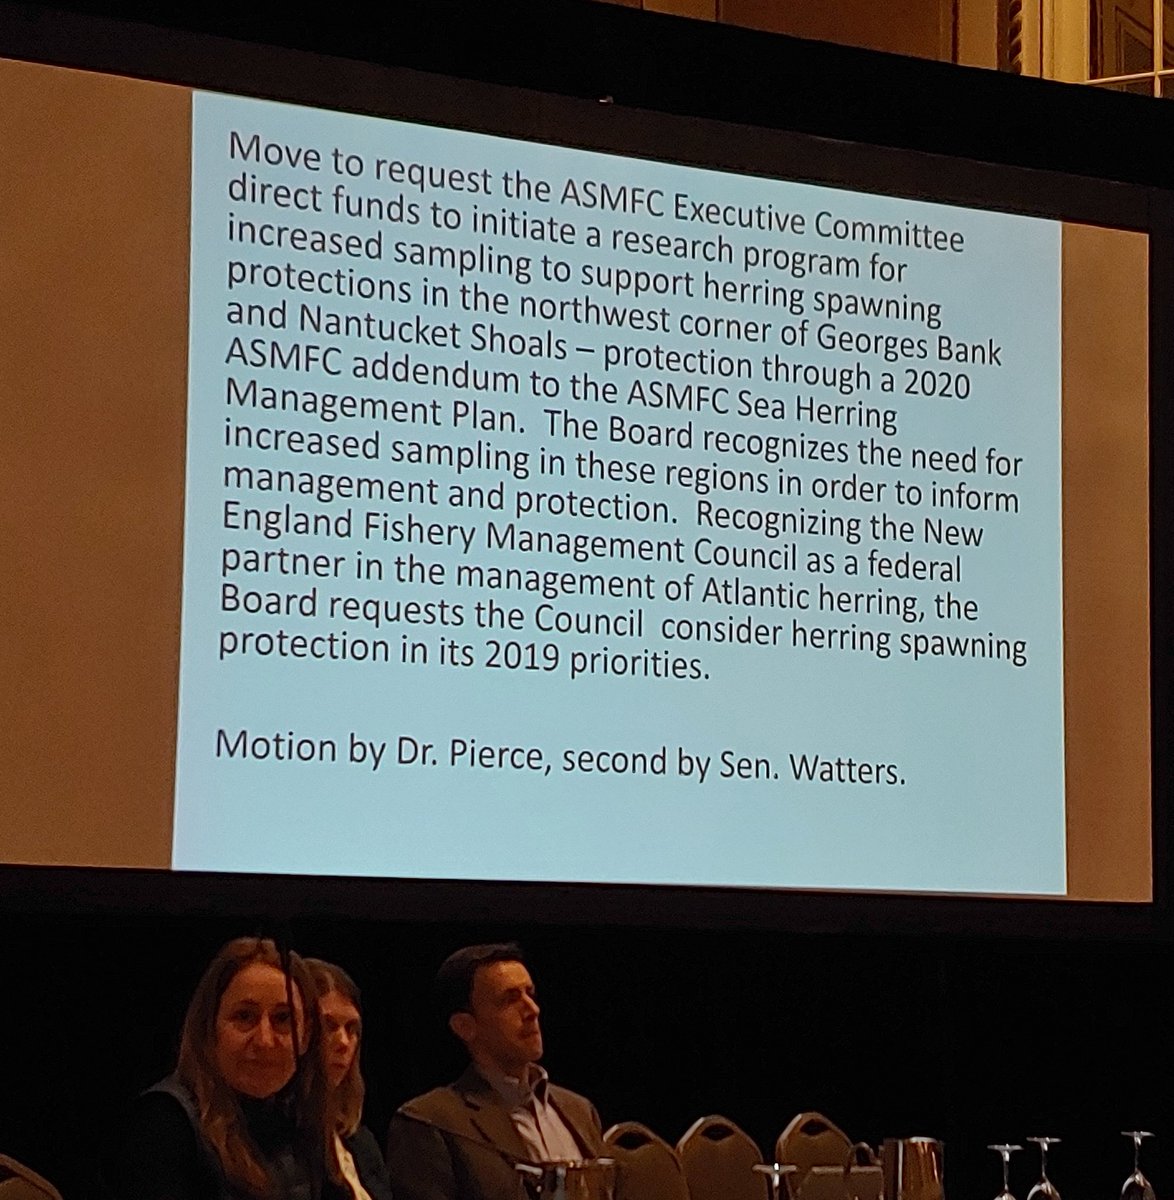 Move to request the ASMFC Executive Committee
direct funds to initiate a research program for
increased sampling to support herring spawning
protections in the northwest corner of Georges Bank
and Nantucket Shoals – protection through a 2020
ASMFC addendum to the ASMFC Sea Herring
Management Plan.  The Board recognizes the need for
increased sampling in these regions in order to inform
management and protection.  Recognizing the New
England Fishery Management Council as a federal
partner in the management of Atlantic herring, the
Board requests the Council  consider herring spawning
protection in its 2019 priorities.
Motion by Dr. Pierce, second by Sen. Watters.